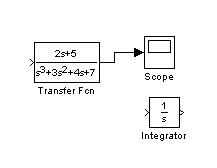 2s+5
s³+3s²+4s+7
Transfer Fcn
Scope
1
s
Integrator